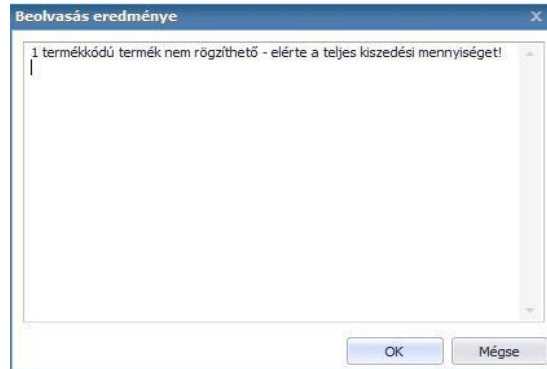 Beolvasás eredménye
1 termékkódú termék nem rögzíthető - elérte a teljes kiszedési mennyiséget!
OK Mégse